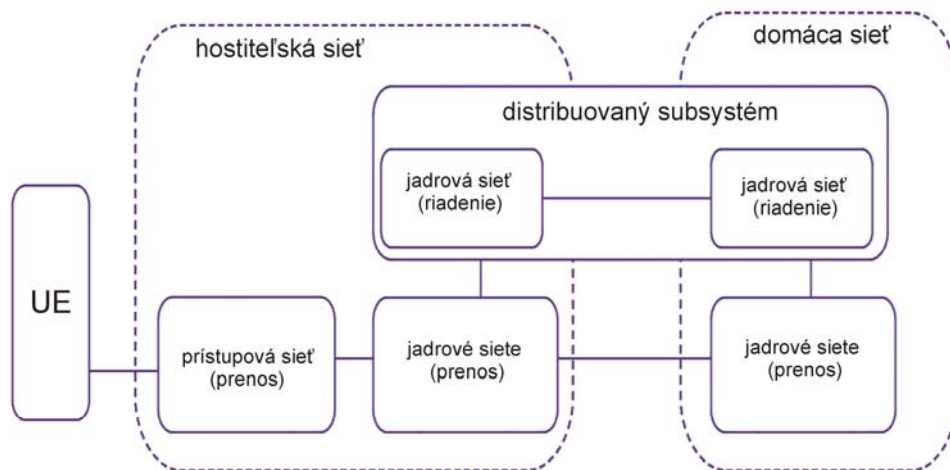 hostiteľská sieť
domáca sieť
distribuovaný subsystém
jadrová sieť
(riadenie)
jadrová sieť
(riadenie)
UE
prístupová sieť
(prenos)
jadrové siete
(prenos)
jadrové siete
(prenos)